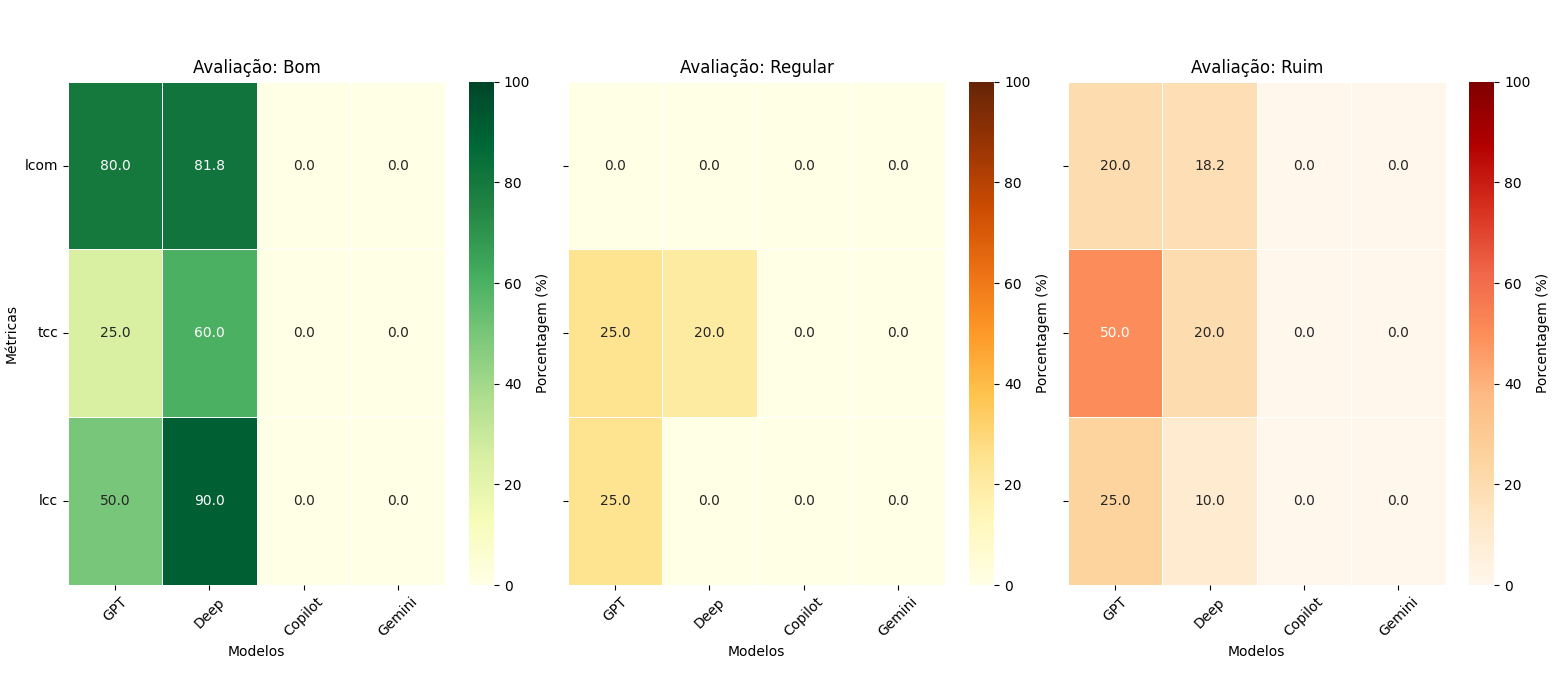 Avaliação: Bom
lcom
tcc
lcc
Métricas
80.0 81.8 0.0 0.0
25.0 60.0 0.0 0.0
50.0 90.0 0.0 0.0
GPT Deep Copilot Gemini
Modelos
100
80
60
40
20
0
Porcentagem (%)
Avaliação: Regular
0.0 0.0 0.0 0.0
25.0 20.0 0.0 0.0
25.0 0.0 0.0 0.0
GPT Deep Copilot Gemini
Modelos
100
80
60
40
20
0
Porcentagem (%)
Avaliação: Ruim
20.0 18.2 0.0 0.0
50.0 20.0 0.0 0.0
25.0 10.0 0.0 0.0
GPT Deep Copilot Gemini
Modelos
100
80
60
40
20
0
Porcentagem (%)